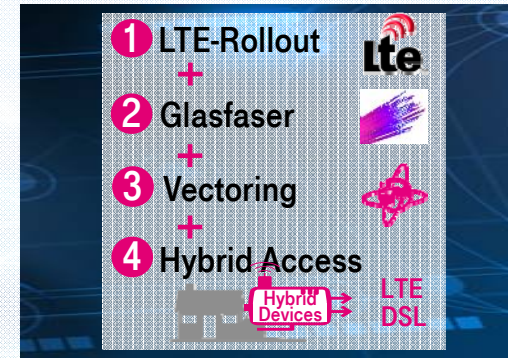 1 LTE-Rollout
lte
+
2 Glasfaser
+
3 Vectoring
+
4 Hybrid Access
Hybrid
Devices
LTE
DSL